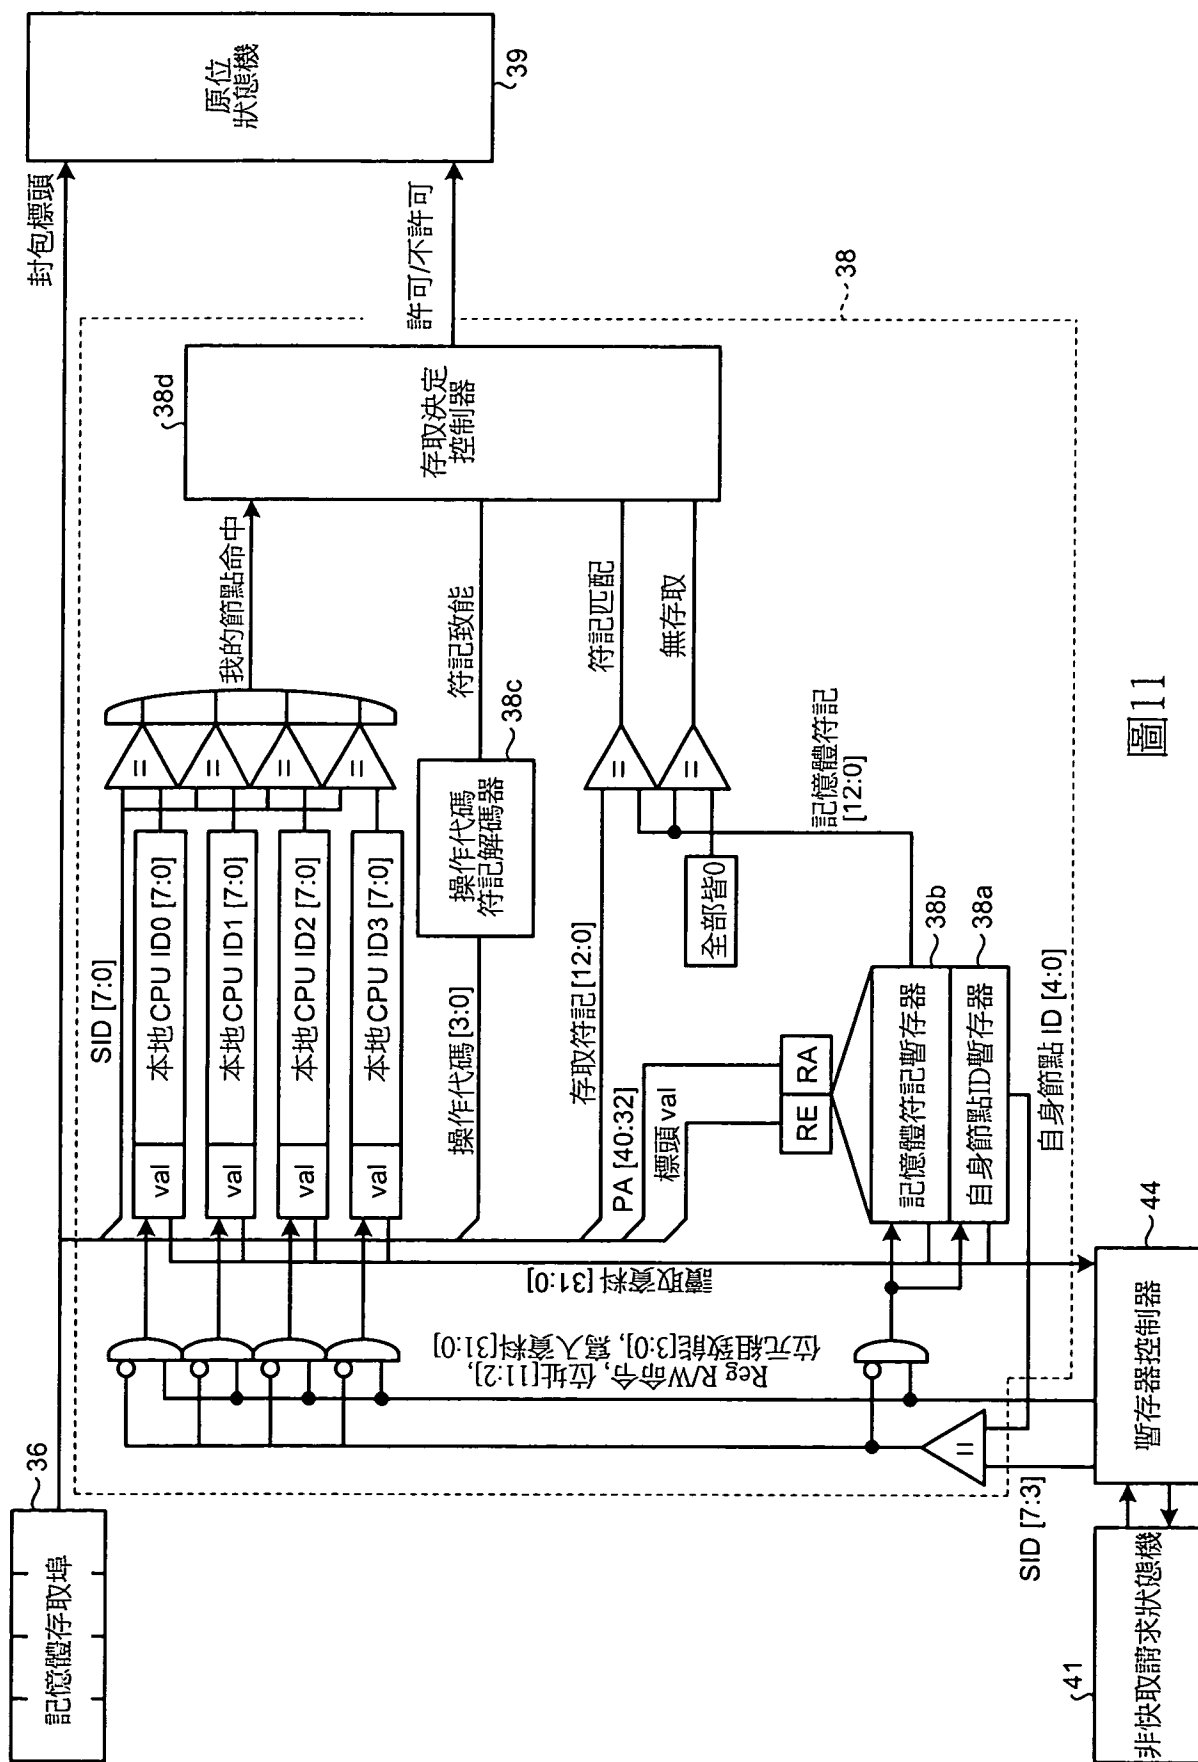 記憶體存取埠
36
封包標頭
原位
狀態機
39
SID [7:0]
val
本地CPU ID0 [7:0]
=
val
本地CPU ID1 [7:0]
=
val
本地CPU ID2 [7:0]
=
val
本地CPU ID3 [7:0]
=
我的節點命中
38d
存取決定
控制器
許可/不許可
38
操作代碼 [3:0]
操作代碼
符記解碼器
38c
符記致能
存取符記 [12:0]
=
符記匹配
全部皆0
=
無存取
PA [40:32]
標頭 val
RE
RA
記憶體符記
[12:0]
記憶體符記暫存器
38b
自身節點ID暫存器
38a
自身節點 ID [4:0]
讀取資料 [31:0]
Reg R/W命令, 位址[11:2],
位元組致能[3:0], 寫入資料[31:0]
=
SID [7:3]
暫存器控制器
44
非快取請求狀態機
41
圖11